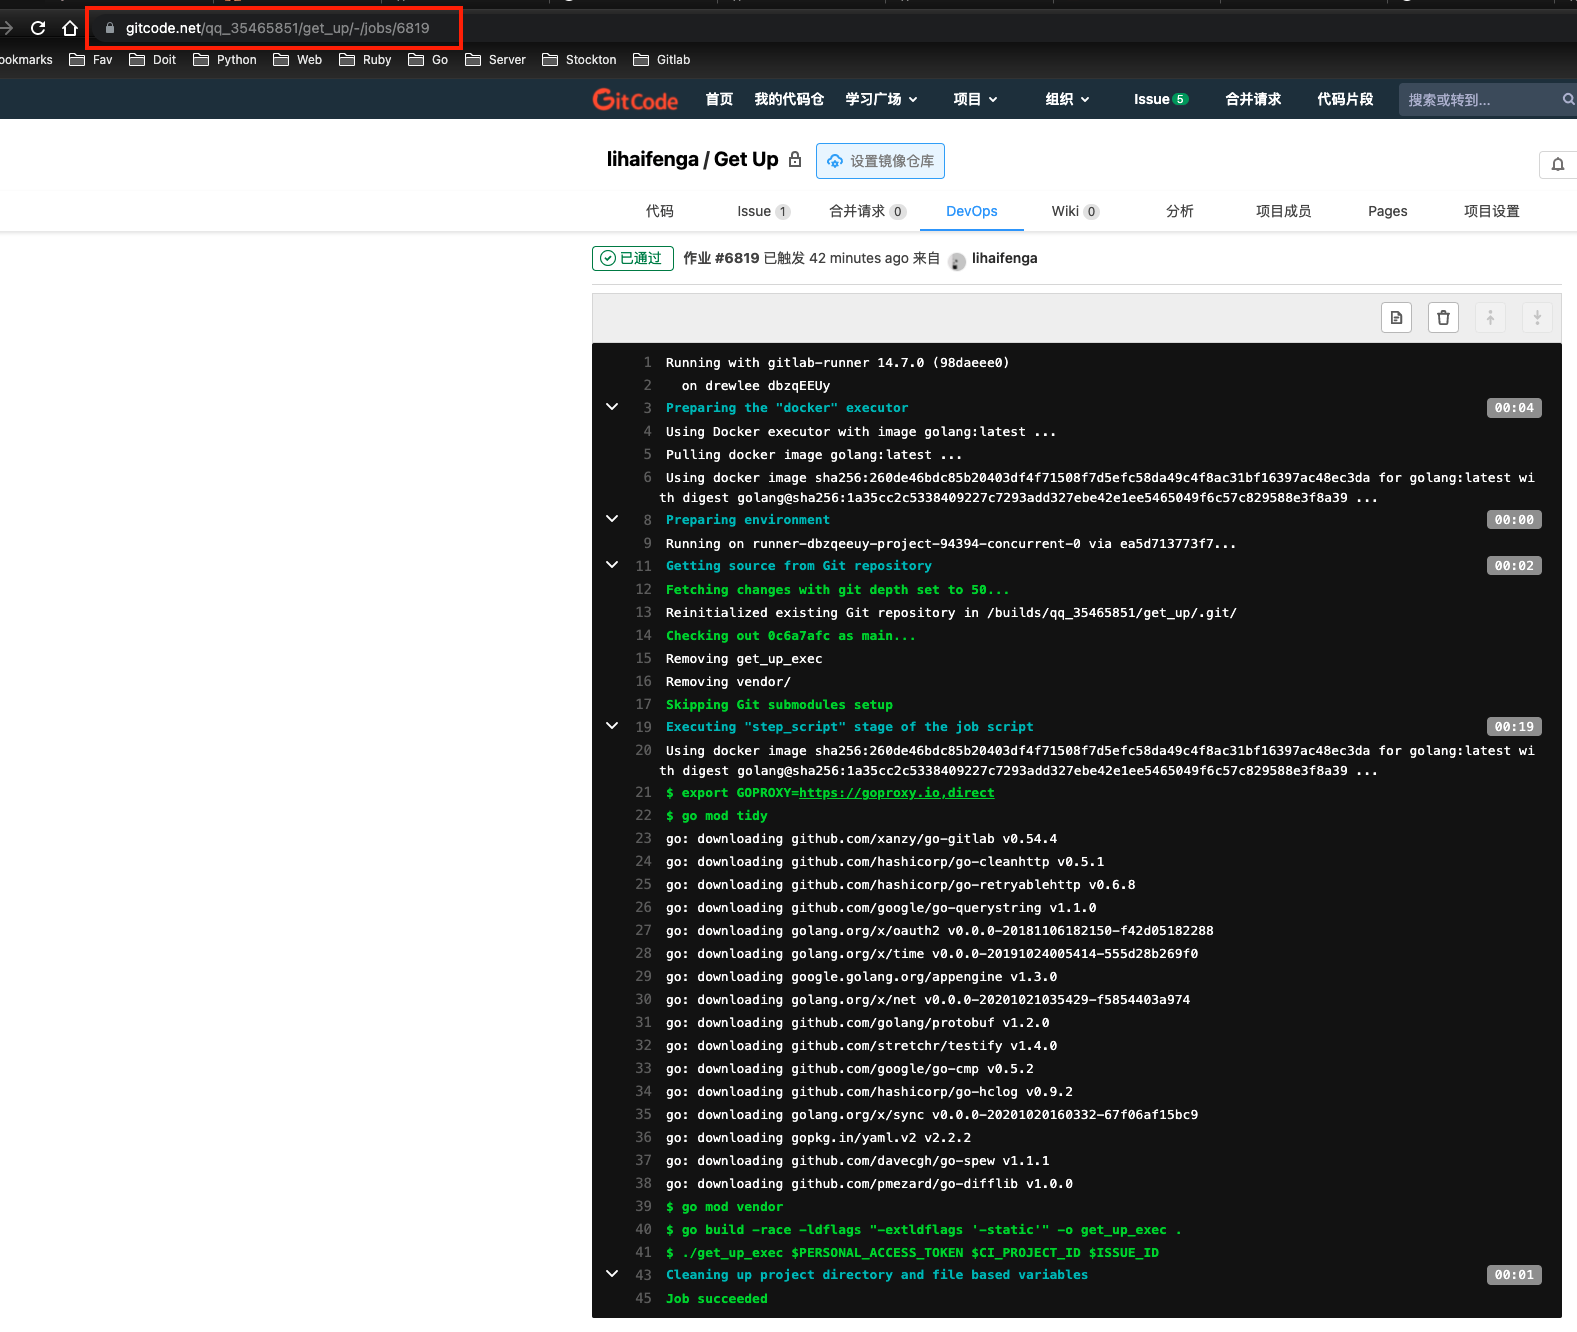 gitcode.net/qq_35465851/get_up/-/jobs/6819
ookmarks Fav Doit Python Web Ruby Go Server Stockton Gitlab
GitCode 首页 我的代码仓 学习广场 项目 组织 Issue 5 合并请求 代码片段 搜索或转到...
lihaifenga / Get Up 设置镜像仓库
代码 Issue 1 合并请求 0 DevOps Wiki 0 分析 项目成员 Pages 项目设置
已通过 作业 #6819 已触发 42 minutes ago 来自 lihaifenga
1 Running with gitlab-runner 14.7.0 (98daeee0)
2 on drewlee dbzqEEUy
3 Preparing the "docker" executor 00:04
4 Using Docker executor with image golang:latest ...
5 Pulling docker image golang:latest ...
6 Using docker image sha256:260de46bdc85b20403df4f71508f7d5efc58da49c4f8ac31bf16397ac48ec3da for golang:latest wi
th digest golang@sha256:1a35cc2c5338409227c7293add327ebe42e1ee5465049f6c57c829588e3f8a39 ...
8 Preparing environment 00:00
9 Running on runner-dbzqeeuy-project-94394-concurrent-0 via ea5d713773f7...
11 Getting source from Git repository 00:02
12 Fetching changes with git depth set to 50...
13 Reinitialized existing Git repository in /builds/qq_35465851/get_up/.git/
14 Checking out 0c6a7afc as main...
15 Removing get_up_exec
16 Removing vendor/
17 Skipping Git submodules setup
19 Executing "step_script" stage of the job script 00:19
20 Using docker image sha256:260de46bdc85b20403df4f71508f7d5efc58da49c4f8ac31bf16397ac48ec3da for golang:latest wi
th digest golang@sha256:1a35cc2c5338409227c7293add327ebe42e1ee5465049f6c57c829588e3f8a39 ...
21 $ export GOPROXY=https://goproxy.io,direct
22 $ go mod tidy
23 go: downloading github.com/xanzy/go-gitlab v0.54.4
24 go: downloading github.com/hashicorp/go-cleanhttp v0.5.1
25 go: downloading github.com/hashicorp/go-retryablehttp v0.6.8
26 go: downloading github.com/google/go-querystring v1.1.0
27 go: downloading golang.org/x/oauth2 v0.0.0-20181106182150-f42d05182288
28 go: downloading golang.org/x/time v0.0.0-20191024005414-555d28b269f0
29 go: downloading google.golang.org/appengine v1.3.0
30 go: downloading golang.org/x/net v0.0.0-20201021035429-f5854403a974
31 go: downloading github.com/golang/protobuf v1.2.0
32 go: downloading github.com/stretchr/testify v1.4.0
33 go: downloading github.com/google/go-cmp v0.5.2
34 go: downloading github.com/hashicorp/go-hclog v0.9.2
35 go: downloading golang.org/x/sync v0.0.0-20201020160332-67f06af15bc9
36 go: downloading gopkg.in/yaml.v2 v2.2.2
37 go: downloading github.com/davecgh/go-spew v1.1.1
38 go: downloading github.com/pmezard/go-difflib v1.0.0
39 $ go mod vendor
40 $ go build -race -ldflags "-extldflags '-static'" -o get_up_exec .
41 $ ./get_up_exec $PERSONAL_ACCESS_TOKEN $CI_PROJECT_ID $ISSUE_ID
43 Cleaning up project directory and file based variables 00:01
45 Job succeeded